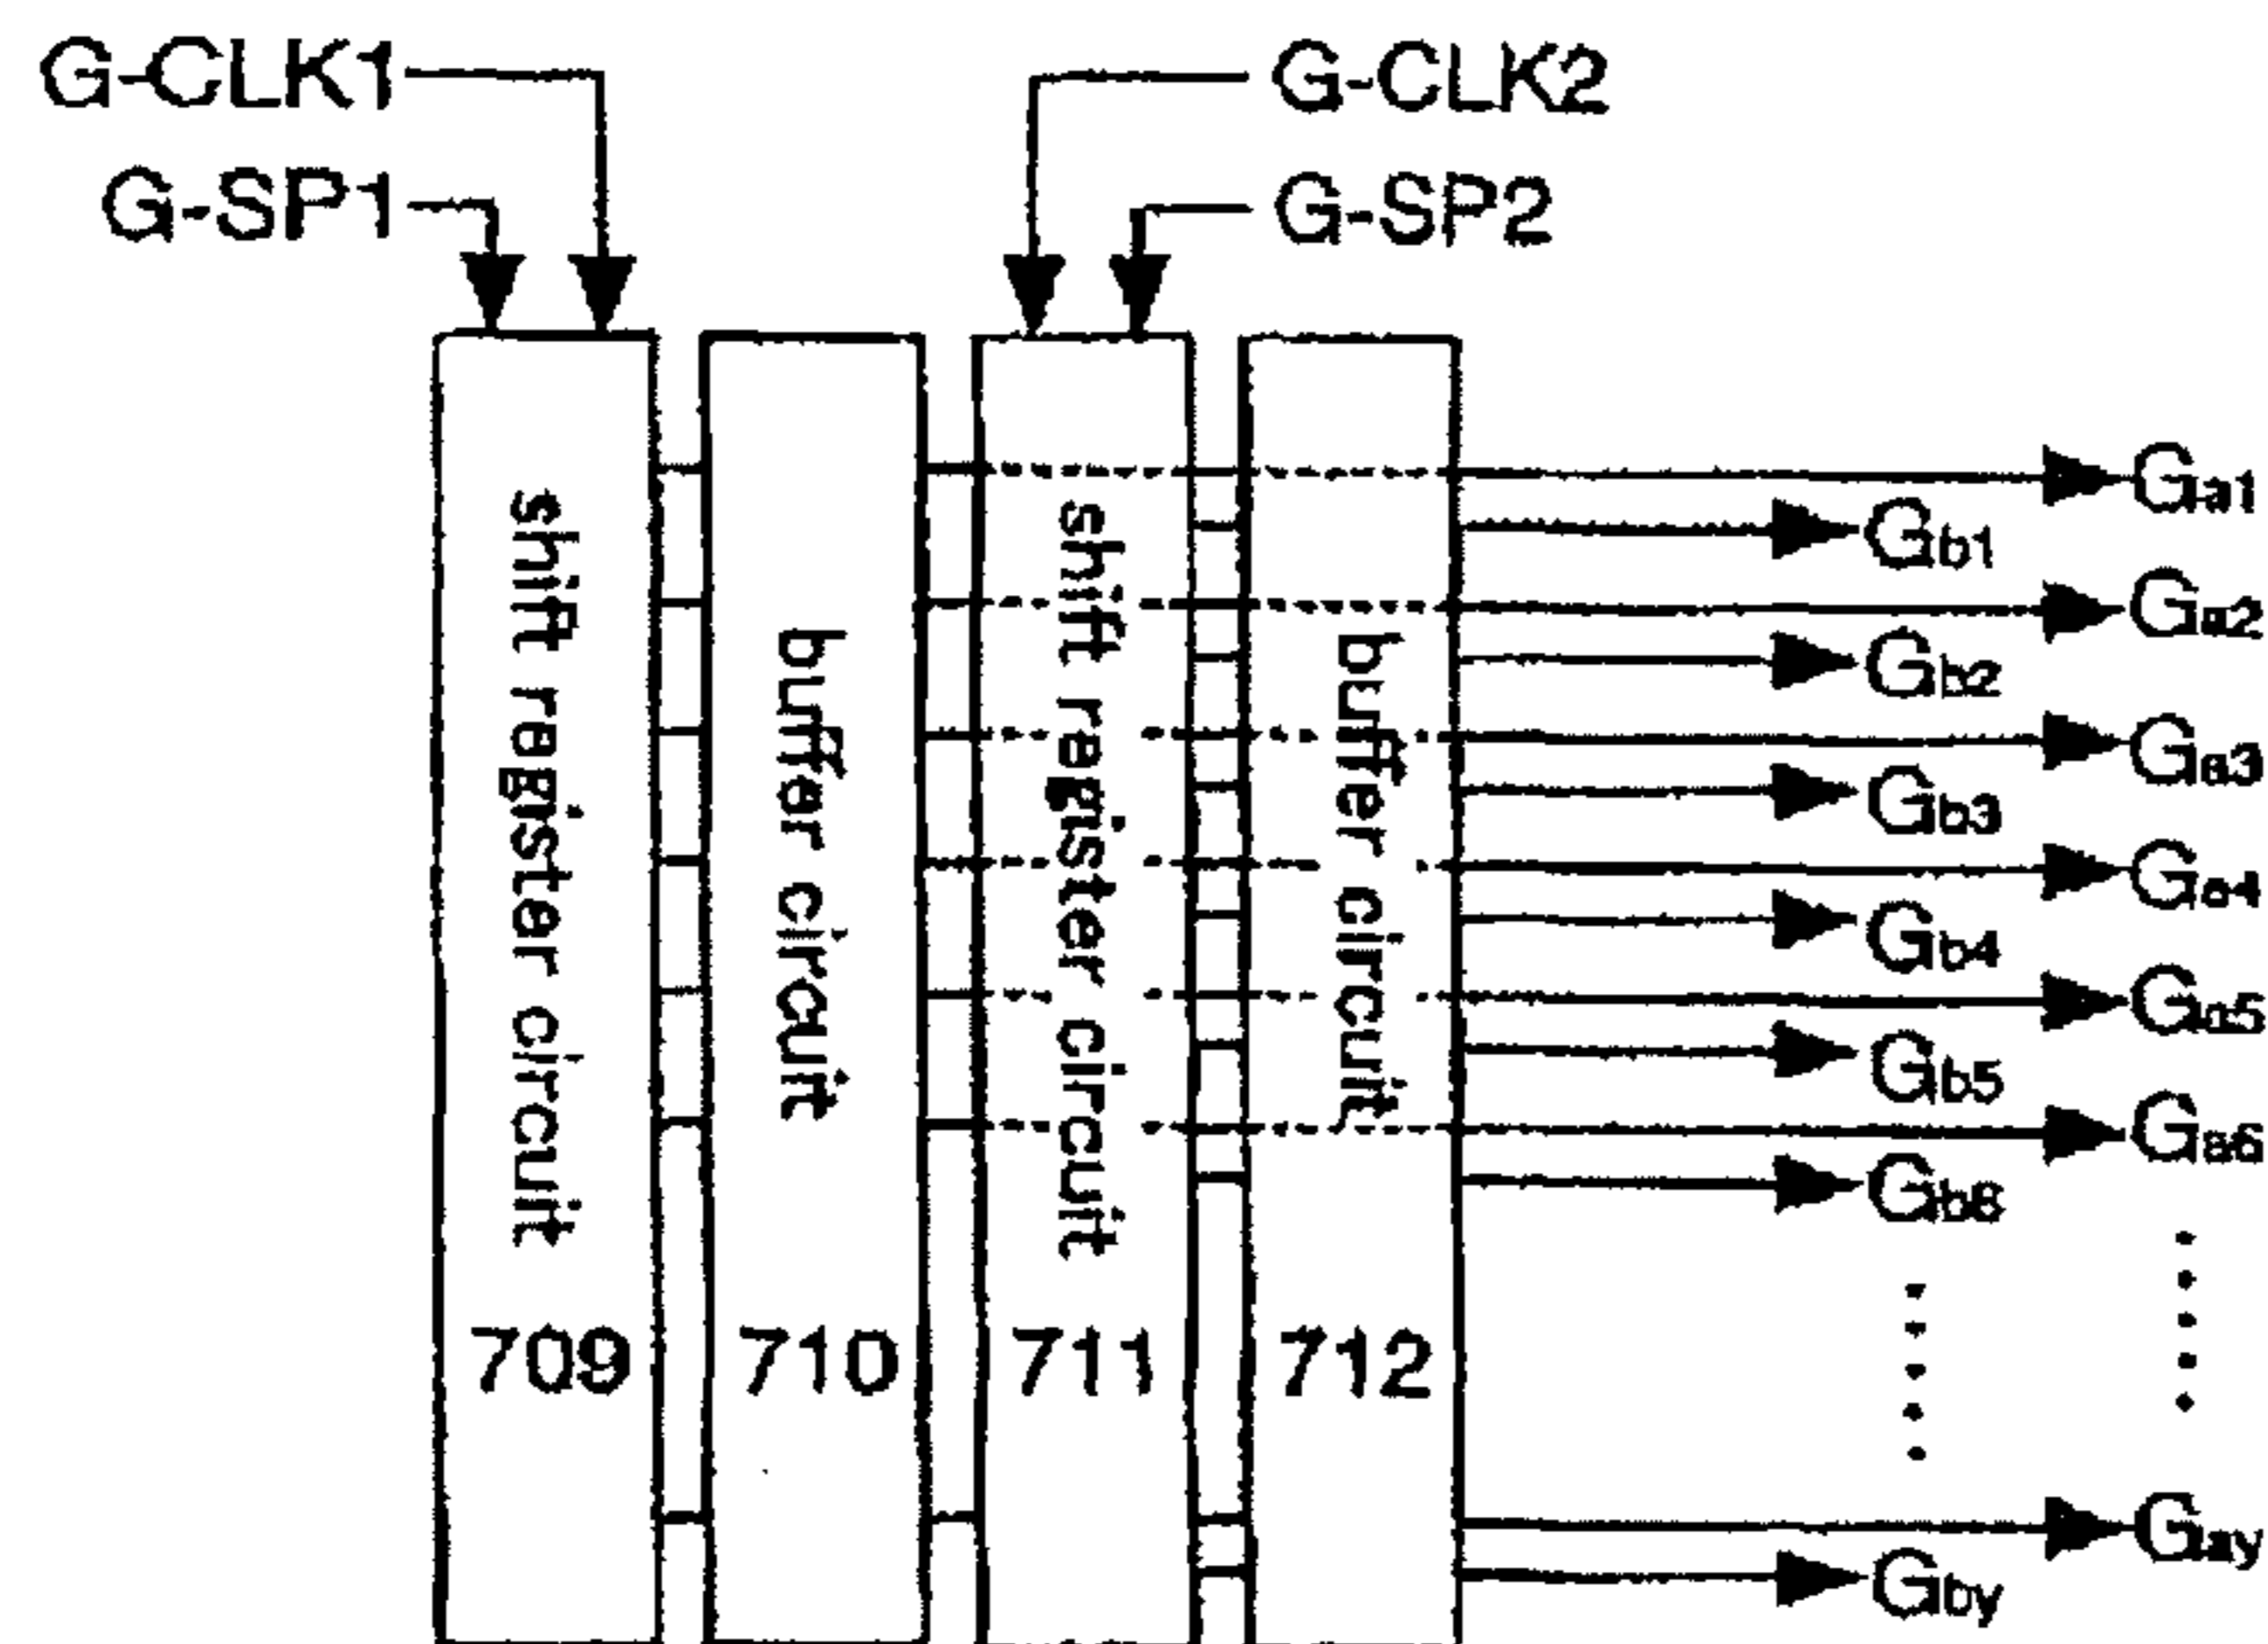 G-CLK1
G-SP1
G-CLK2
G-SP2
shift register circuit
709
buffer circuit
710
shift register circuit
711
buffer circuit
712
Ga1
Gb1
Ga2
Gb2
Ga3
Gb3
Ga4
Gb4
Ga5
Gb5
Ga6
Gb6
Gay
Gby